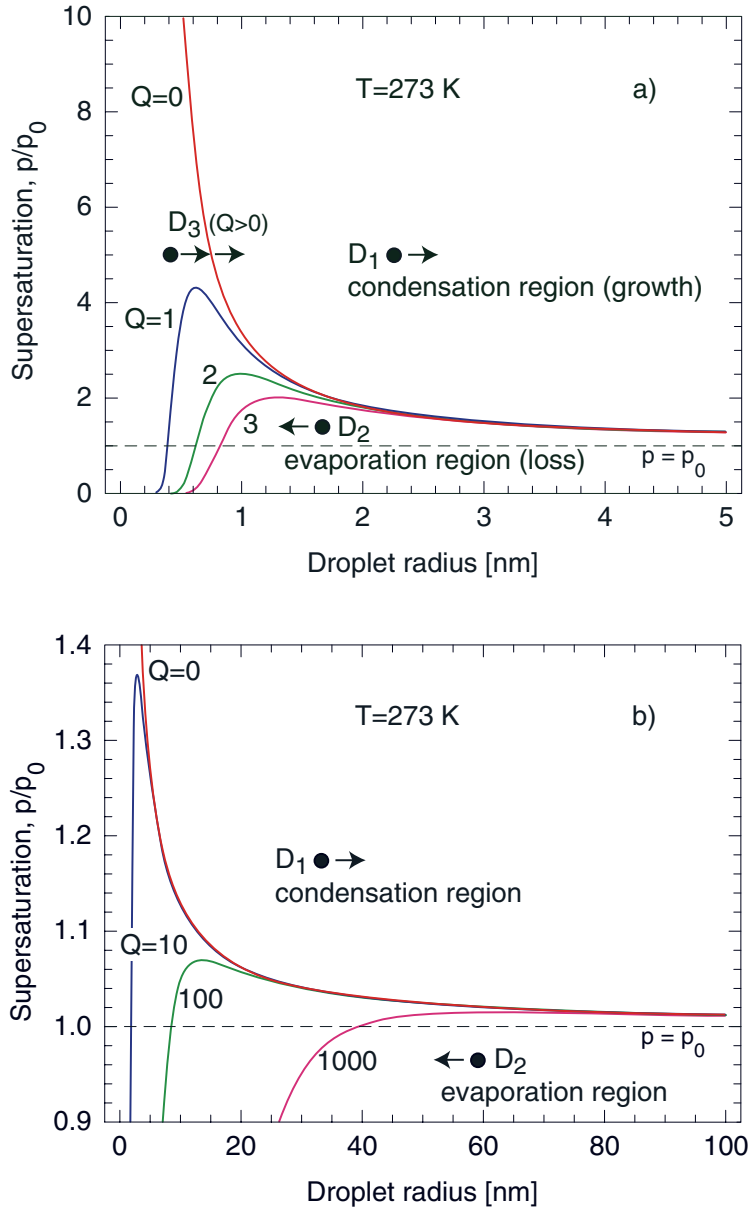 10
8
6
4
2
0
Supersaturation, p/p₀
T=273 K
a)
Q=0
D₃ (Q>0)
D₁
condensation region (growth)
Q=1
2
3
D₂
evaporation region (loss)
p = p₀
0 1 2 3 4 5
Droplet radius [nm]
1.4
1.3
1.2
1.1
1.0
0.9
Supersaturation, p/p₀
Q=0
T=273 K
b)
D₁
condensation region
Q=10
100
1000
p = p₀
D₂
evaporation region
0 20 40 60 80 100
Droplet radius [nm]